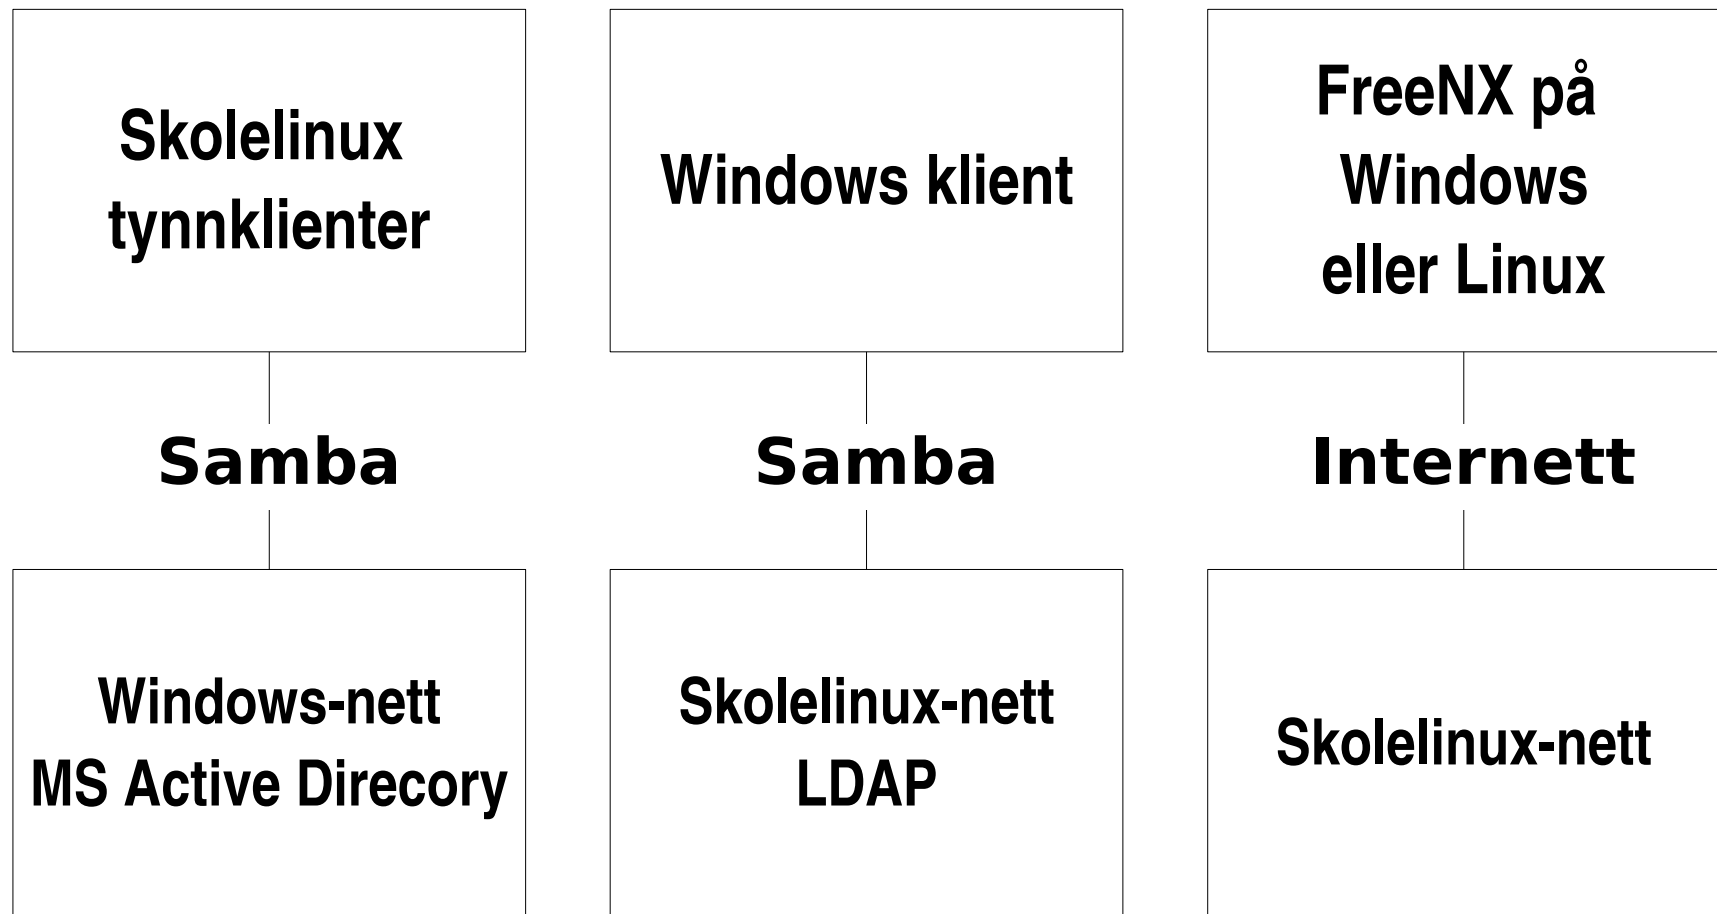 Skolelinux
tynnklienter
Windows klient
FreeNX på
Windows
eller Linux
Samba
Samba
Internett
Windows-nett
MS Active Direcory
Skolelinux-nett
LDAP
Skolelinux-nett